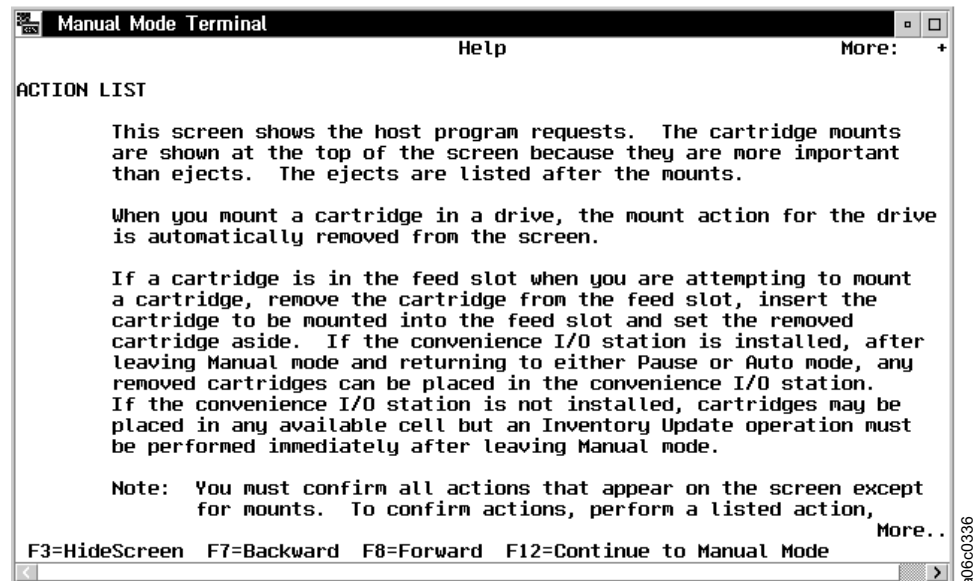 Manual Mode Terminal
Help More: +
ACTION LIST
This screen shows the host program requests. The cartridge mounts
are shown at the top of the screen because they are more important
than ejects. The ejects are listed after the mounts.
When you mount a cartridge in a drive, the mount action for the drive
is automatically removed from the screen.
If a cartridge is in the feed slot when you are attempting to mount
a cartridge, remove the cartridge from the feed slot, insert the
cartridge to be mounted into the feed slot and set the removed
cartridge aside. If the convenience I/O station is installed, after
leaving Manual mode and returning to either Pause or Auto mode, any
removed cartridges can be placed in the convenience I/O station.
If the convenience I/O station is not installed, cartridges may be
placed in any available cell but an Inventory Update operation must
be performed immediately after leaving Manual mode.
Note: You must confirm all actions that appear on the screen except
for mounts. To confirm actions, perform a listed action,
More..
F3=HideScreen F7=Backward F8=Forward F12=Continue to Manual Mode